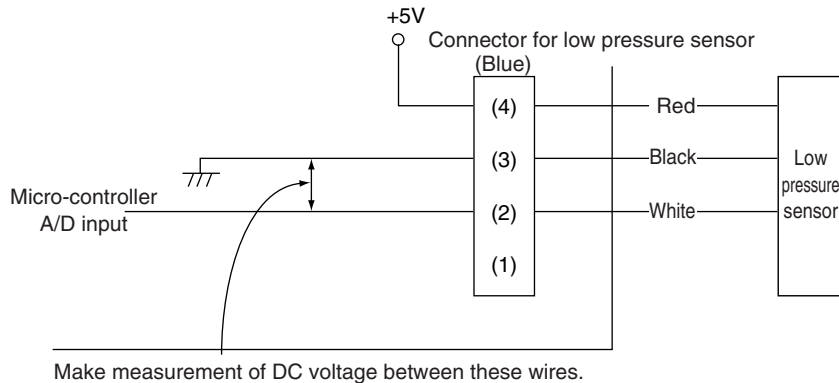 +5V
Connector for low pressure sensor
(Blue)
(4)
Red
(3)
Black
Low
pressure
sensor
Micro-controller
A/D input
(2)
White
(1)
Make measurement of DC voltage between these wires.